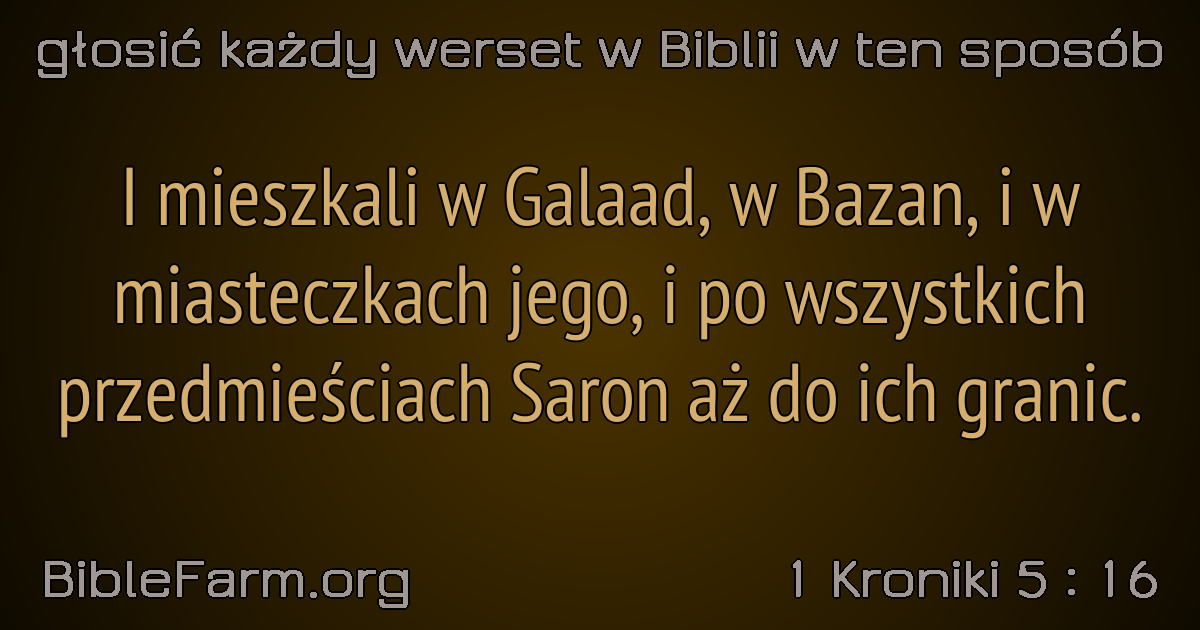 głosić każdy werset w Biblii w ten sposób
I mieszkali w Galaad, w Bazan, i w
miasteczkach jego, i po wszystkich
przedmieściach Saron aż do ich granic.
BibleFarm.org
1 Kroniki 5 : 16